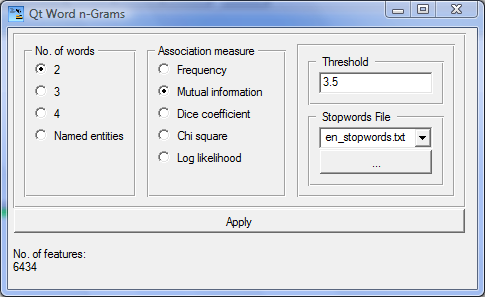 Qt Word n-Grams
No. of words
2
3
4
Named entities
Association measure
Frequency
Mutual information
Dice coefficient
Chi square
Log likelihood
Threshold
3.5
Stopwords File
en_stopwords.txt
...
Apply
No. of features:
6434